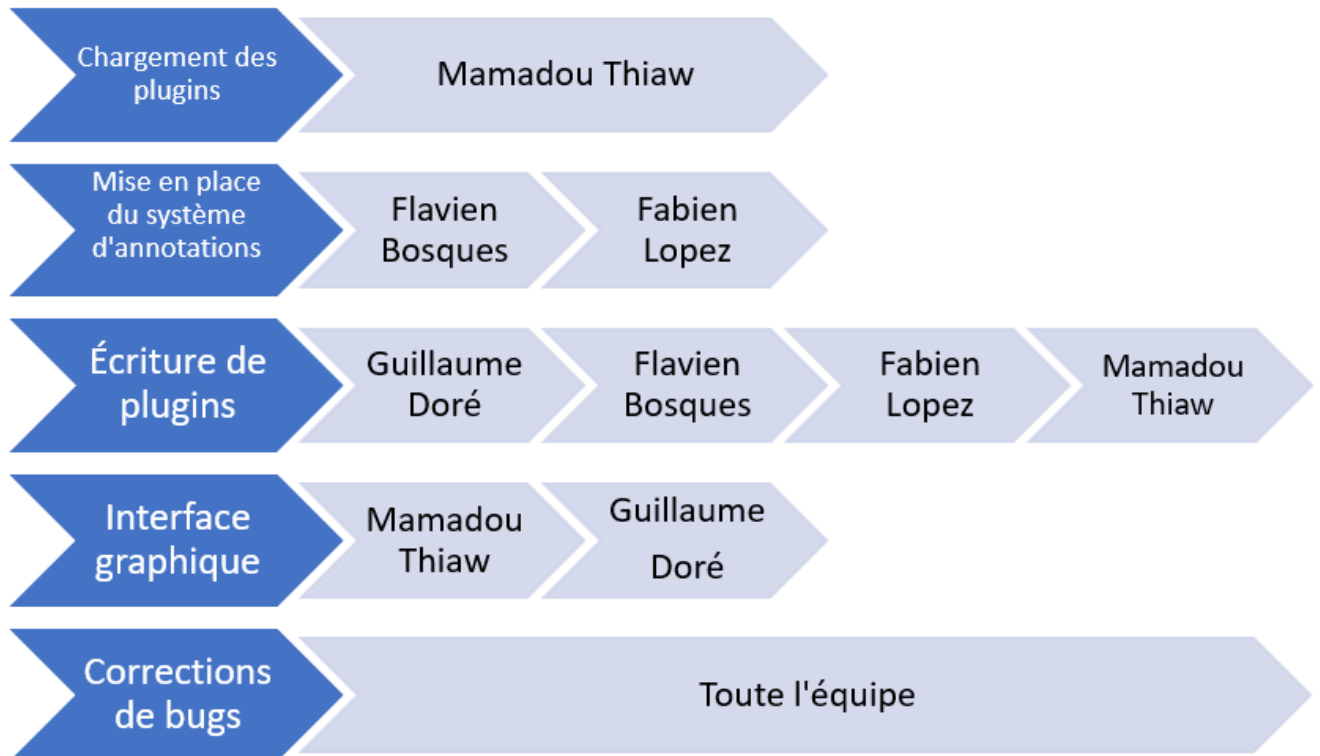 Chargement des
plugins
Mamadou Thiaw
Mise en place
du système
d'annotations
Flavien
Bosques
Fabien
Lopez
Écriture de
plugins
Guillaume
Doré
Flavien
Bosques
Fabien
Lopez
Mamadou
Thiaw
Interface
graphique
Mamadou
Thiaw
Guillaume
Doré
Corrections
de bugs
Toute l'équipe